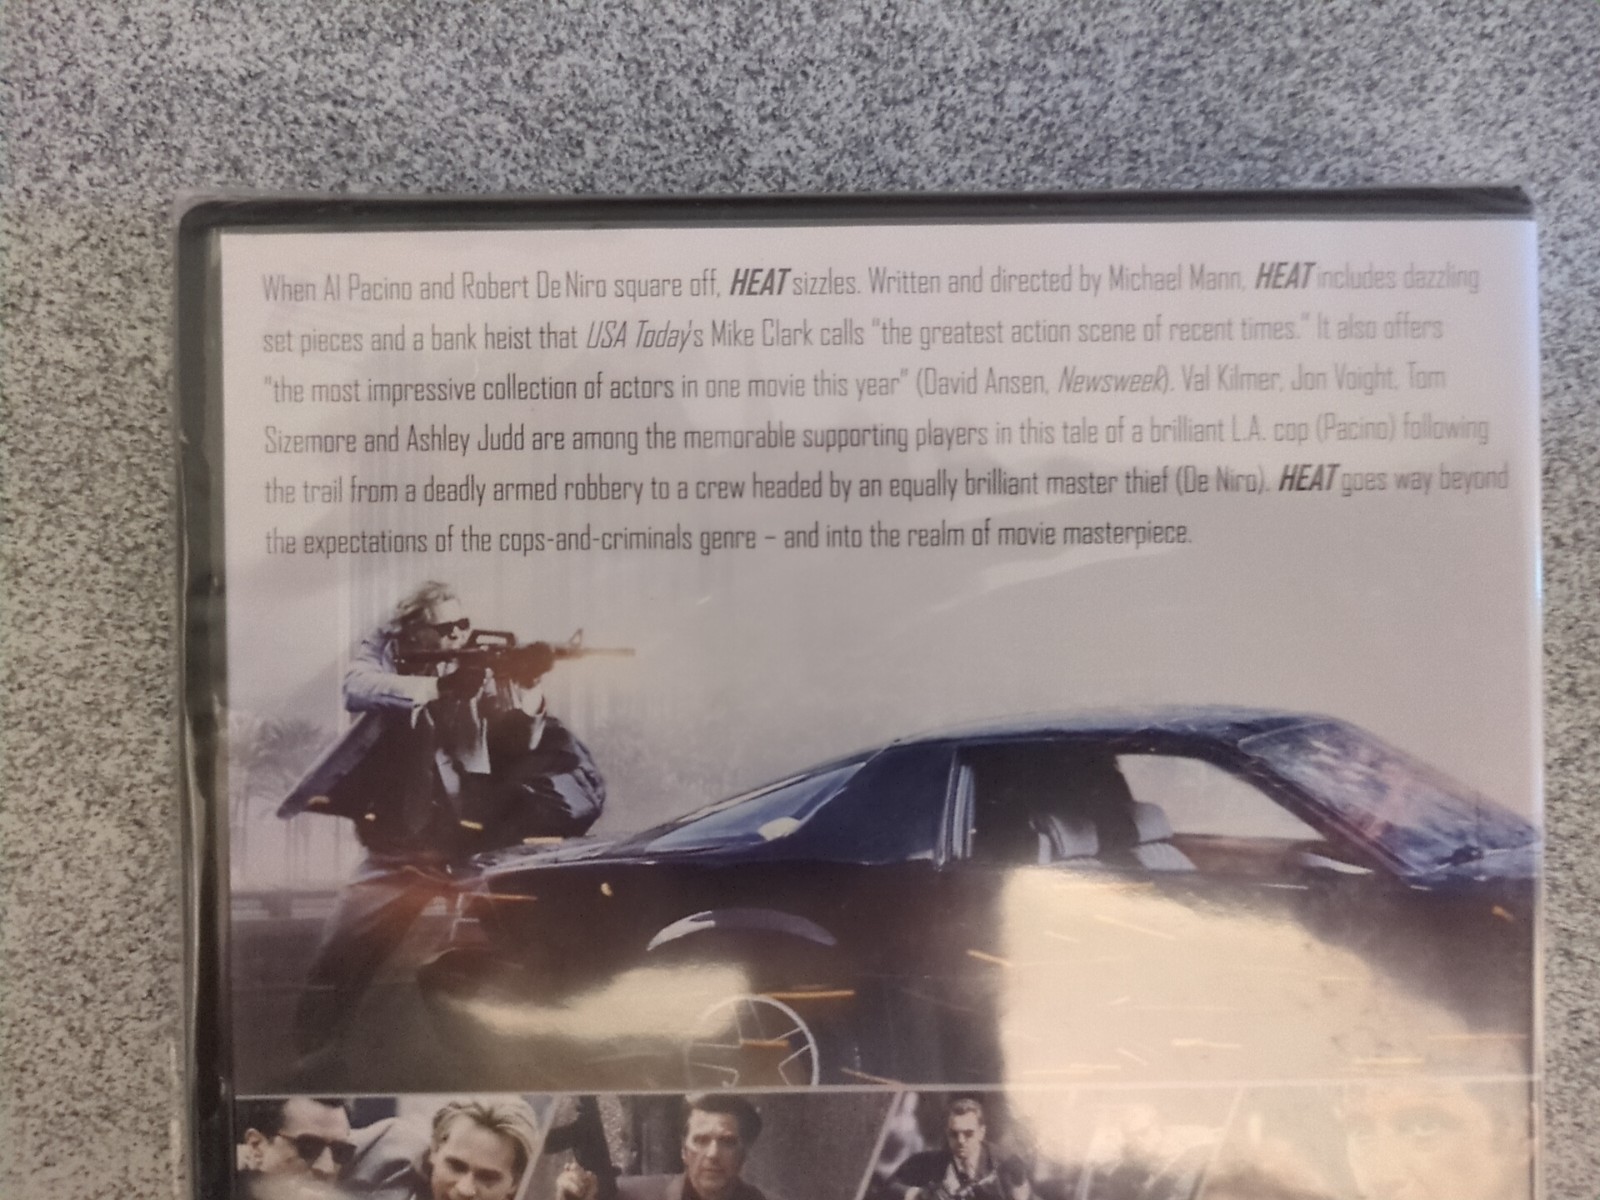 When Al Pacino and Robert De Niro square off, HEAT sizzles. Written and directed by Michael Mann, HEAT includes dazzling
set pieces and a bank heist that USA Today's Mike Clark calls "the greatest action scene of recent times." It also offers
"the most impressive collection of actors in one movie this year" (David Ansen, Newsweek). Val Kilmer, Jon Voight, Tom
Sizemore and Ashley Judd are among the memorable supporting players in this tale of a brilliant L.A. cop (Pacino) following
the trail from a deadly armed robbery to a crew headed by an equally brilliant master thief (De Niro). HEAT goes way beyond
the expectations of the cops-and-criminals genre – and into the realm of movie masterpiece.